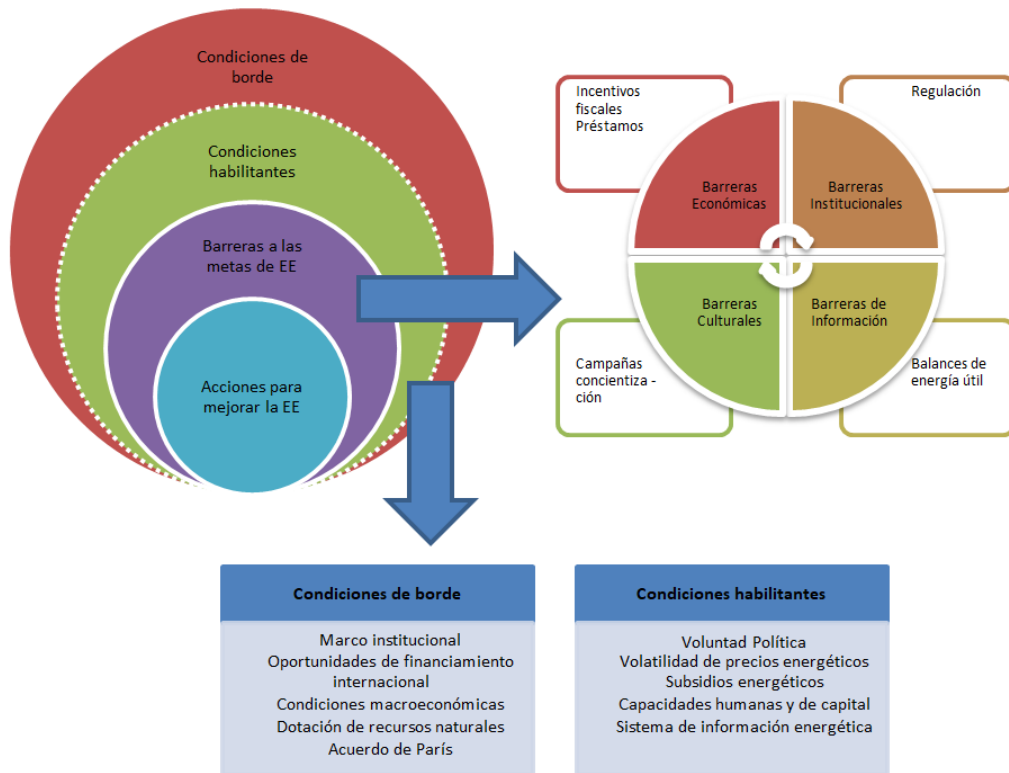 Condiciones de
borde
Condiciones
habilitantes
Barreras a las
metas de EE
Acciones para
mejorar la EE
Incentivos
fiscales
Préstamos
Regulación
Barreras
Económicas
Barreras
Institucionales
Barreras
Culturales
Barreras de
Información
Campañas
concientiza -
ción
Balances de
energía útil
Condiciones de borde
Marco institucional
Oportunidades de financiamiento
internacional
Condiciones macroeconómicas
Dotación de recursos naturales
Acuerdo de París
Condiciones habilitantes
Voluntad Política
Volatilidad de precios energéticos
Subsidios energéticos
Capacidades humanas y de capital
Sistema de información energética